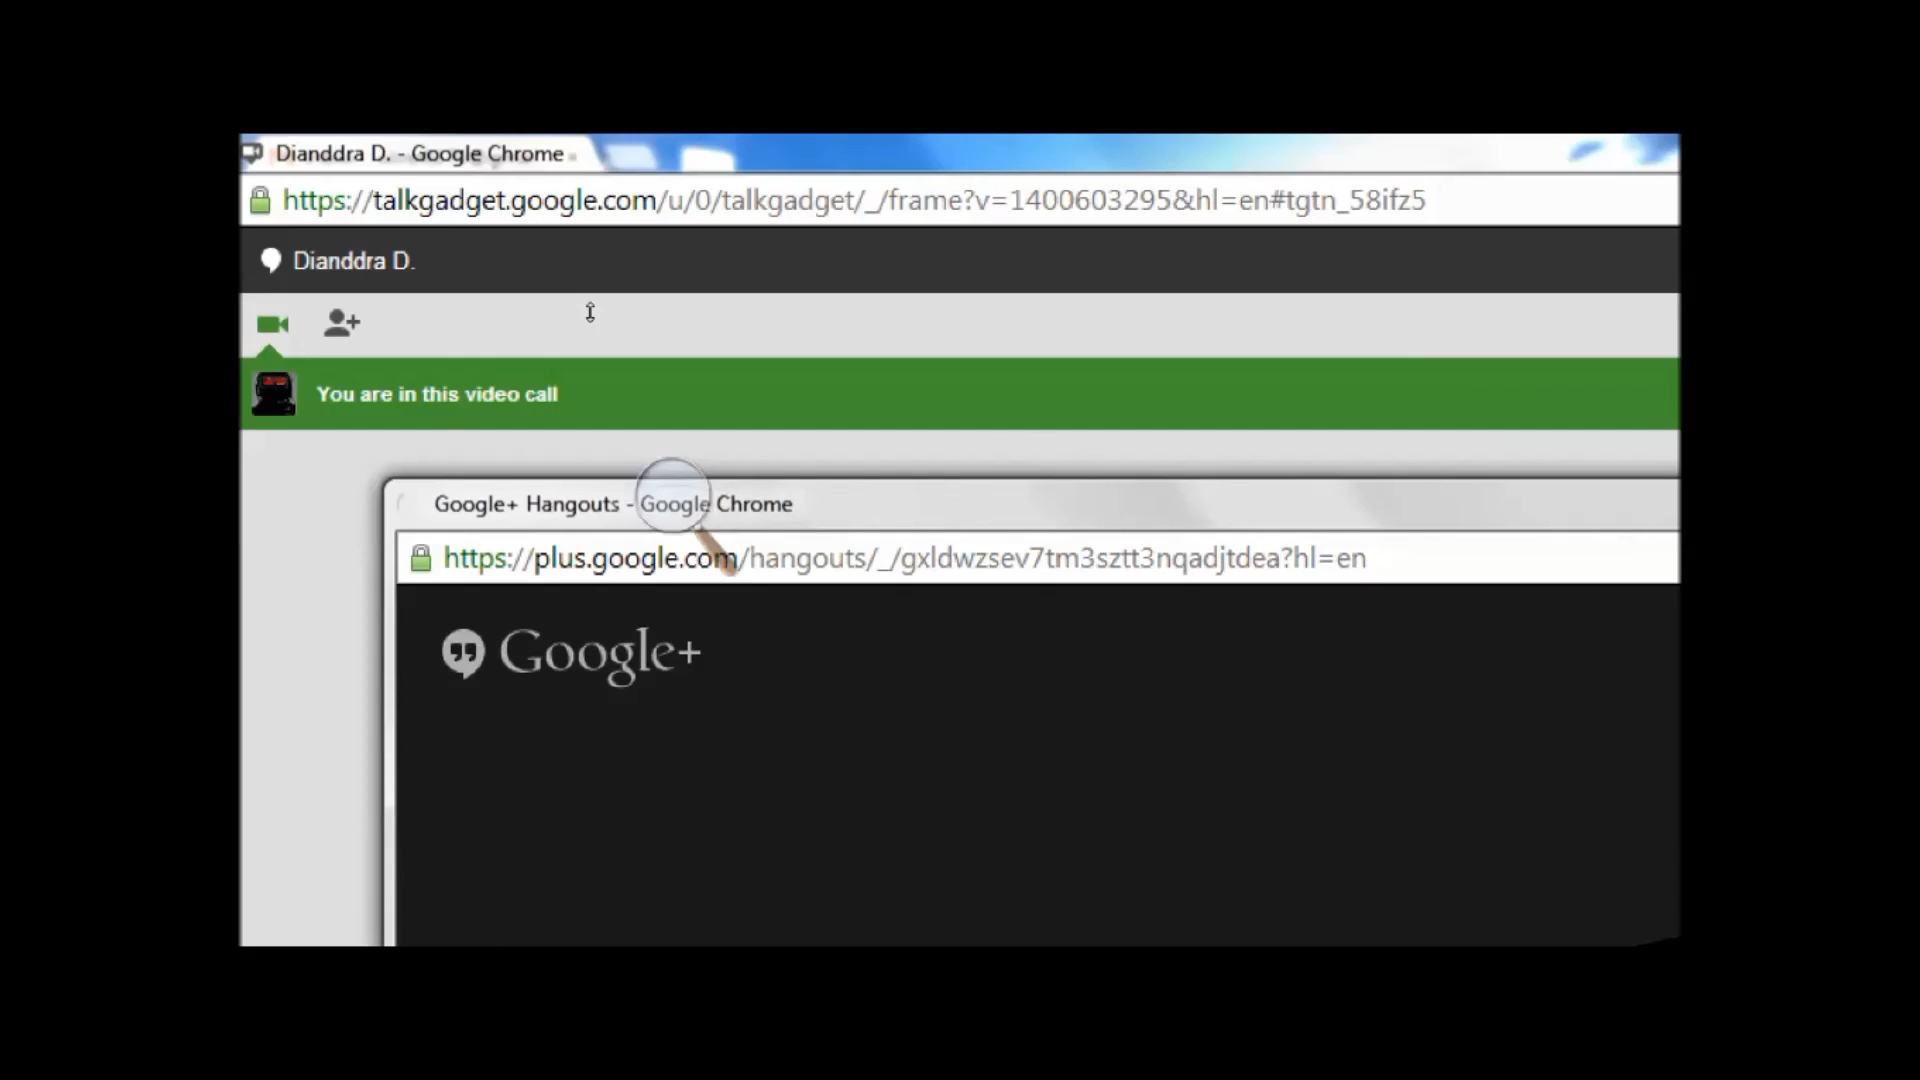 Dianddra D. - Google Chrome
https://talkgadget.google.com/u/0/talkgadget/_/frame?v=1400603295&hl=en#tgtn_58ifz5
Dianddra D.
You are in this video call
Google+ Hangouts - Google Chrome
https://plus.google.com/hangouts/_/gxldwzsev7tm3sztt3nqadjtdea?hl=en
Google+